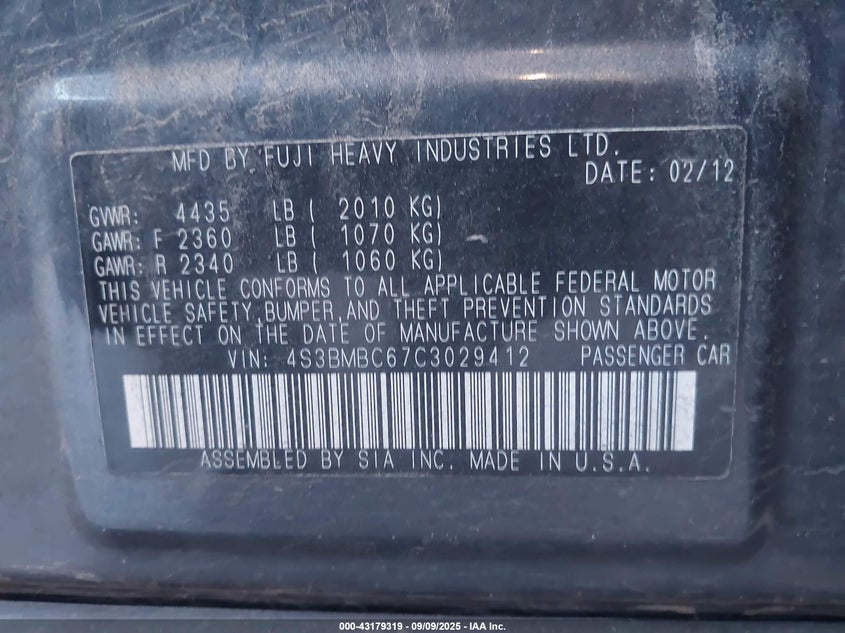 MFD BY FUJI HEAVY INDUSTRIES LTD.
DATE: 02/12
GVWR: 4435 LB ( 2010 KG)
GAWR: F 2360 LB ( 1070 KG)
GAWR: R 2340 LB ( 1060 KG)
THIS VEHICLE CONFORMS TO ALL APPLICABLE FEDERAL MOTOR
VEHICLE SAFETY, BUMPER, AND THEFT PREVENTION STANDARDS
IN EFFECT ON THE DATE OF MANUFACTURE SHOWN ABOVE.
VIN: 4S3BMBC67C3029412 PASSENGER CAR
ASSEMBLED BY SIA INC. MADE IN U.S.A.
000-43179319 - 09/09/2025 - IAA Inc.